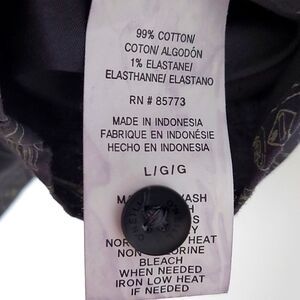 99% COTTON/
COTON/ ALGODÓN
1% ELASTANE/
ELASTHANNE/ ELASTANO
RN # 85773
MADE IN INDONESIA
FABRIQUE EN INDONÉSIE
HECHO EN INDONESIA
L/G/G
WASH
HEAT
BLEACH
WHEN NEEDED
IRON LOW HEAT
IF NEEDED